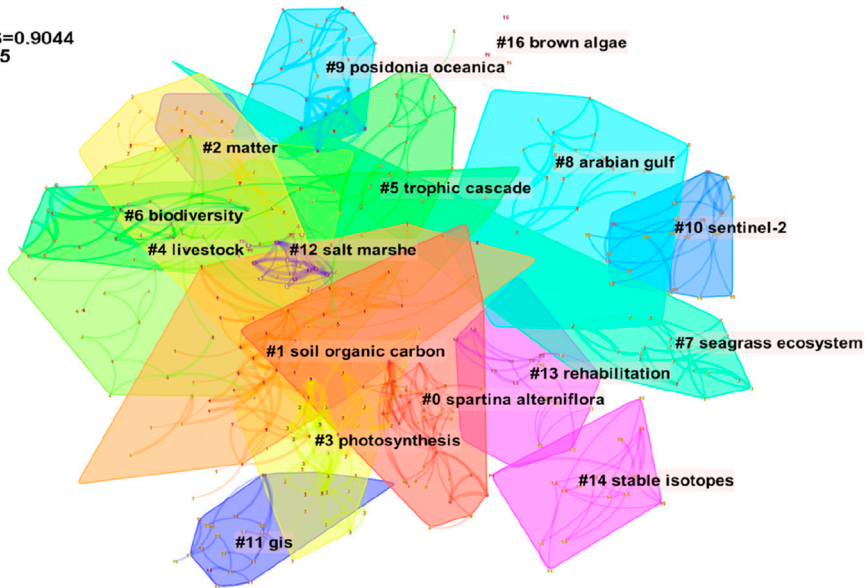 =0.9044
5
#16 brown algae
#9 posidonia oceanica
#2 matter
#8 arabian gulf
#5 trophic cascade
#6 biodiversity
#10 sentinel-2
#4 livestock
#12 salt marshe
#7 seagrass ecosystem
#1 soil organic carbon
#13 rehabilitation
#0 spartina alterniflora
#3 photosynthesis
#14 stable isotopes
#11 gis